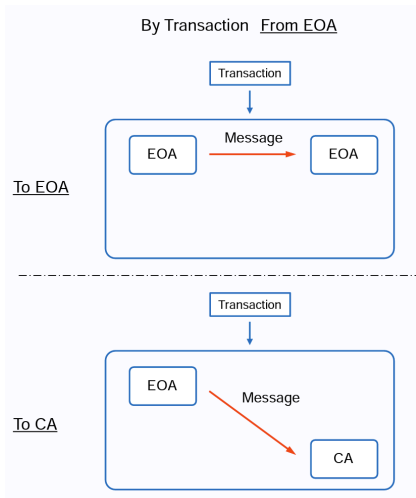 By Transaction From EOA
Transaction
Message
EOA
EOA
To EOA
Transaction
EOA
Message
To CA
CA